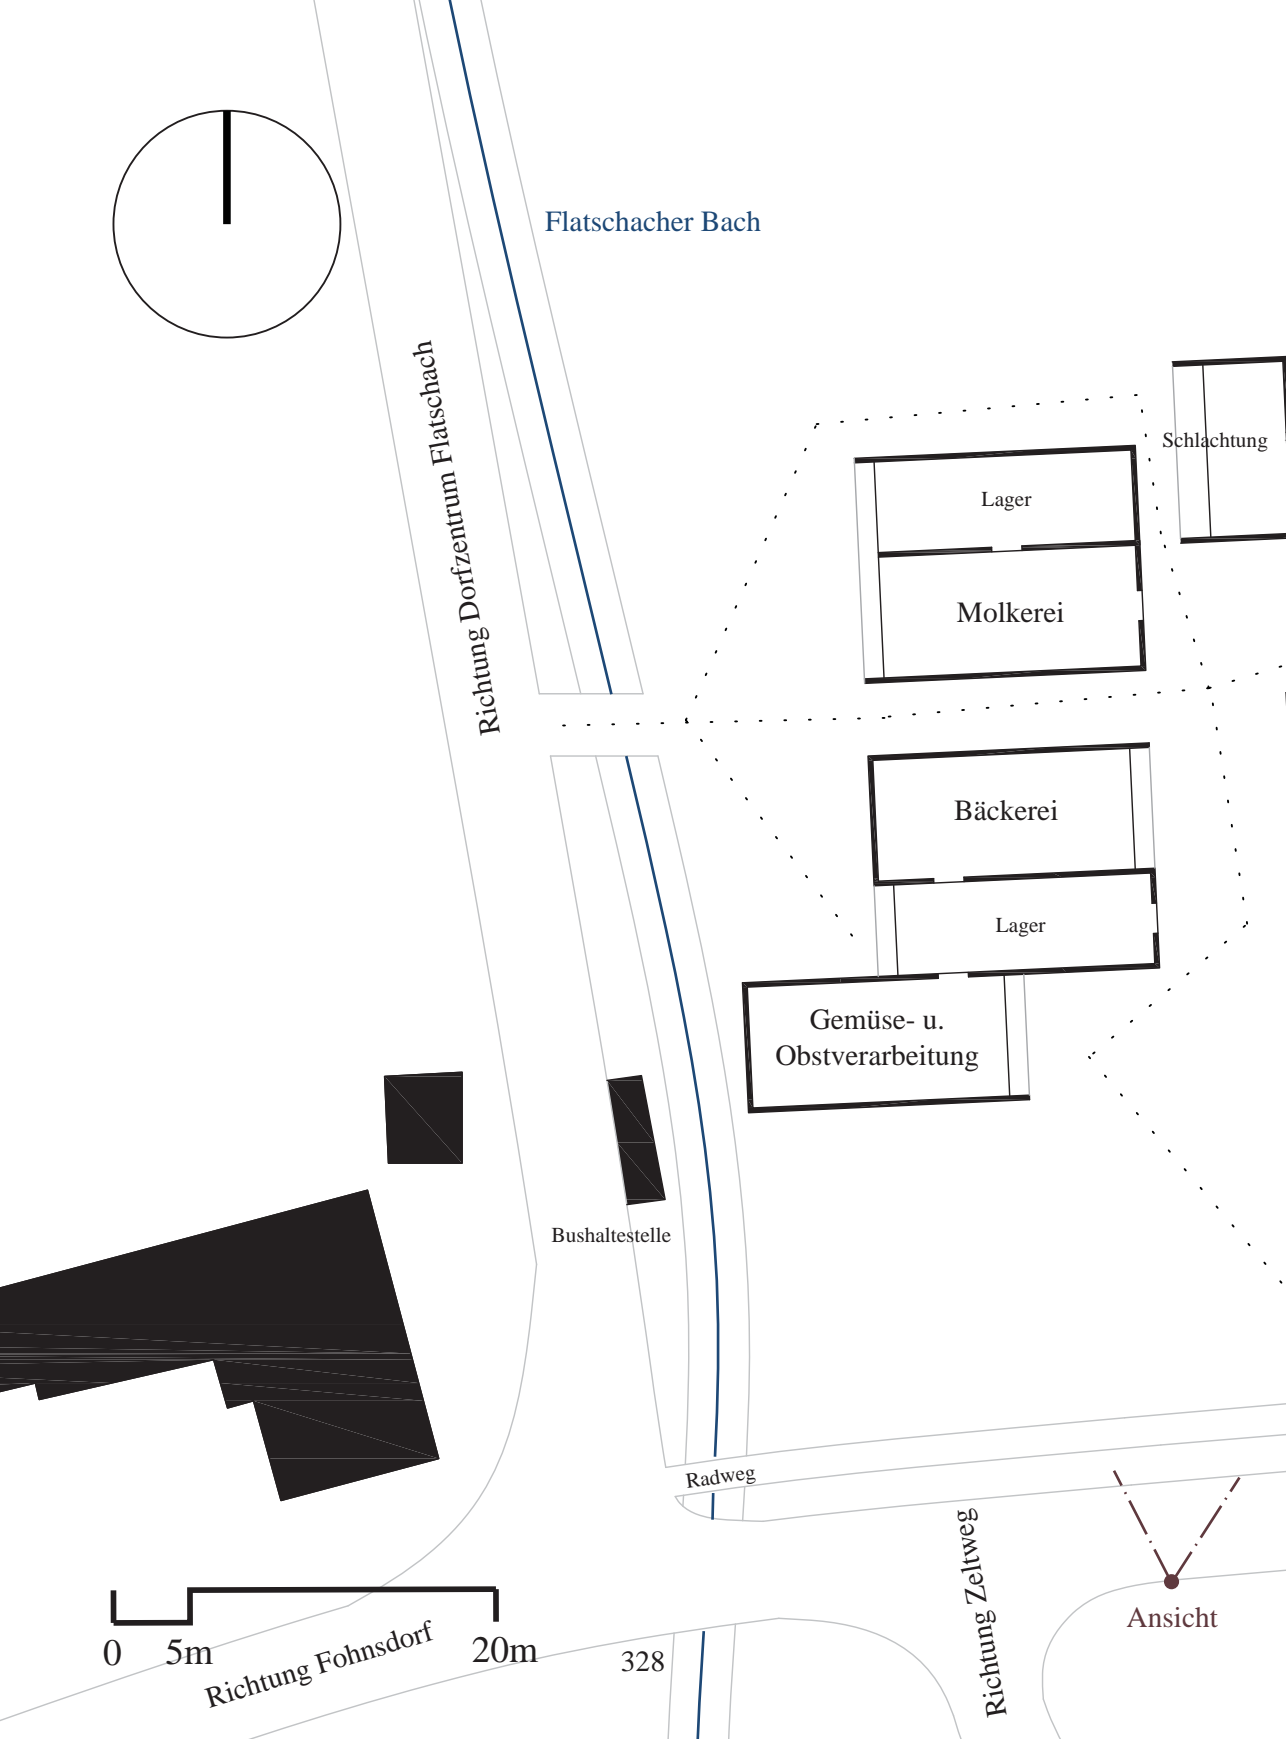 Flatschacher Bach
Richtung Dorfzentrum Flatschach
Schlachtung
Lager
Molkerei
Bäckerei
Lager
Gemüse- u.
Obstverarbeitung
Bushaltestelle
Radweg
Richtung Zeltweg
Ansicht
0 5m 20m
Richtung Fohnsdorf
328